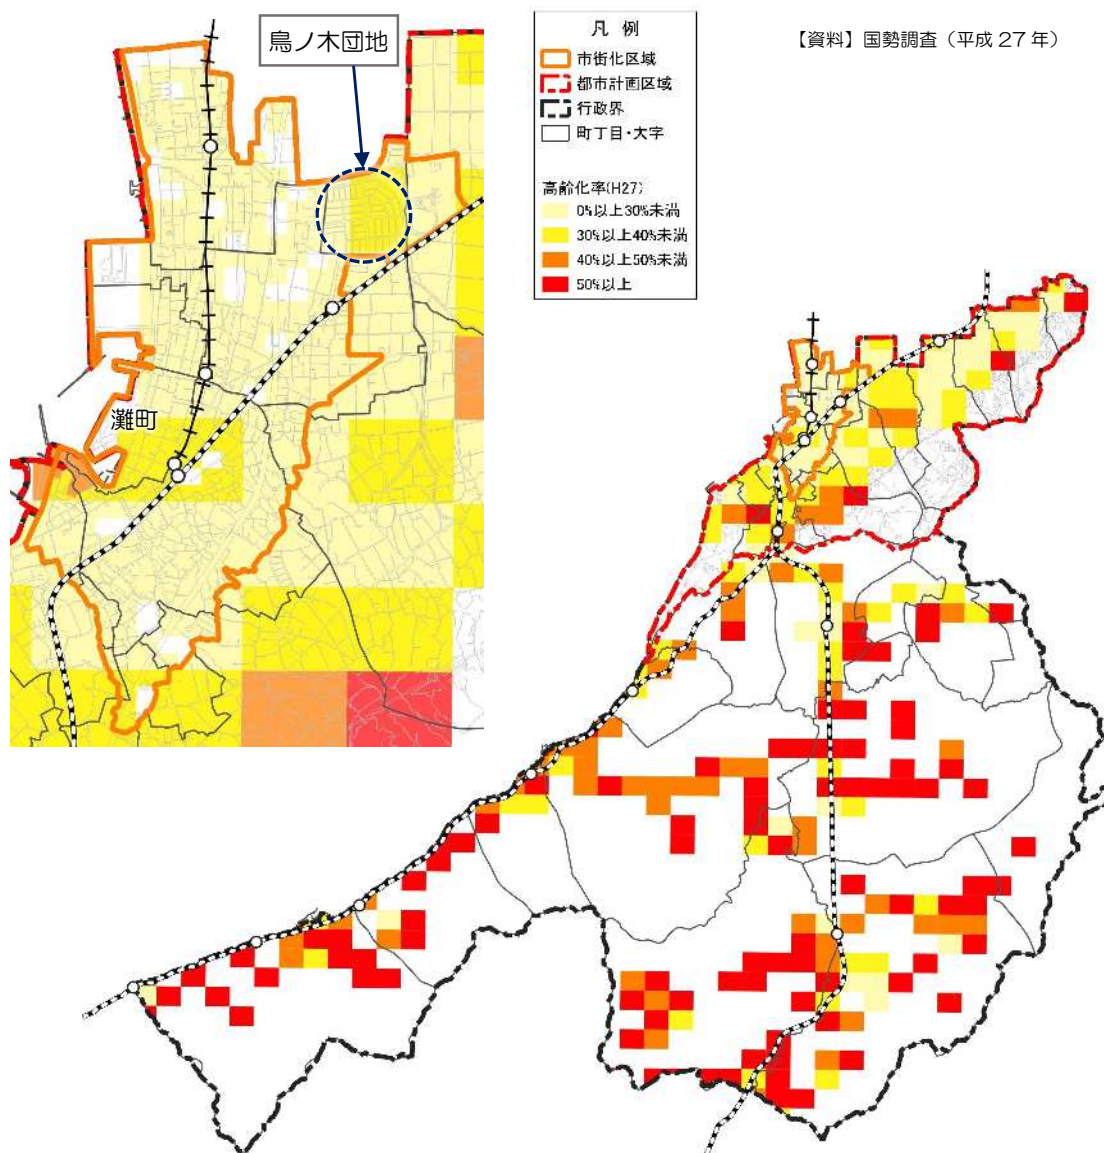 鳥ノ木団地
凡 例
市街化区域
都市計画区域
行政界
町丁目・大字
高齢化率(H27)
0%以上30%未満
30%以上40%未満
40%以上50%未満
50%以上
【資料】国勢調査（平成 27 年）
灘町